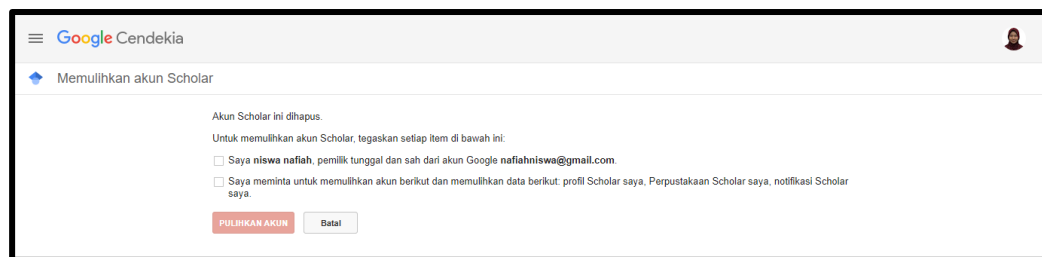 Google Cendekia
Memulihkan akun Scholar
Akun Scholar ini dihapus.
Untuk memulihkan akun Scholar, tegaskan setiap item di bawah ini:
Saya niswa nafiah, pemilik tunggal dan sah dari akun Google nafiahniswa@gmail.com.
Saya meminta untuk memulihkan akun berikut dan memulihkan data berikut: profil Scholar saya, Perpustakaan Scholar saya, notifikasi Scholar
saya.
PULIHKAN AKUN Batal